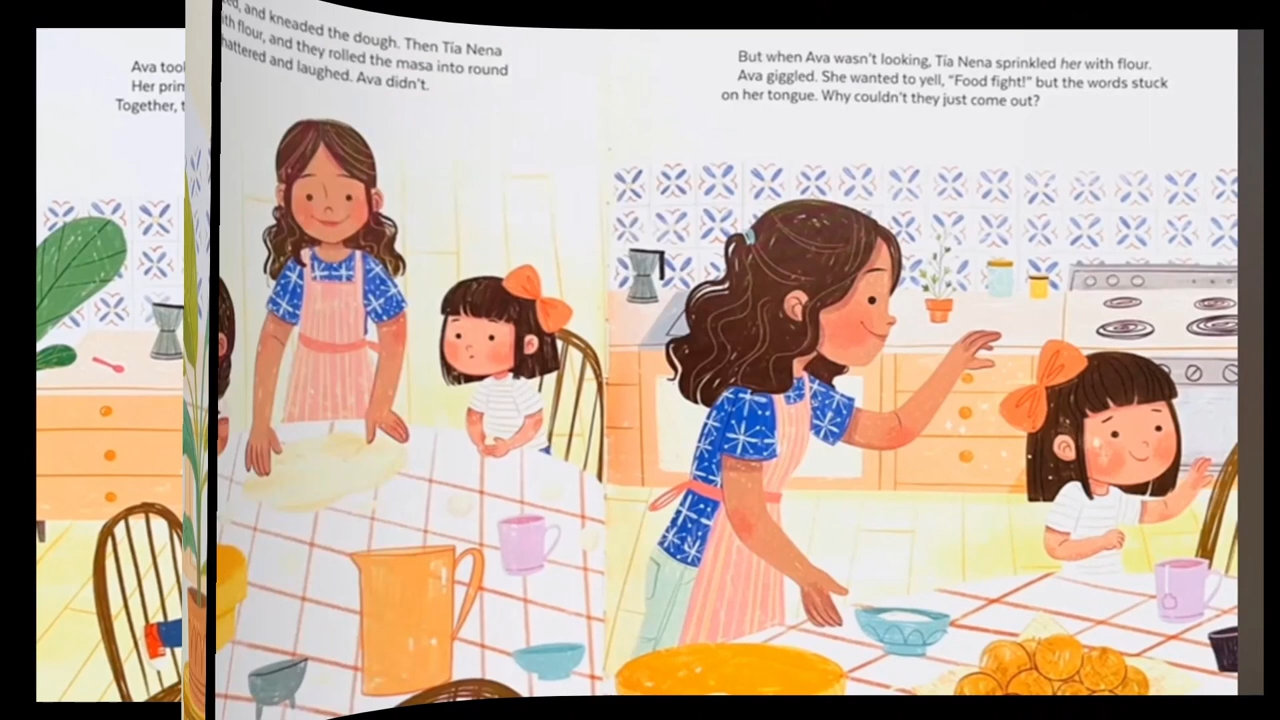 Ava took
Her prin
Together, t
, and kneaded the dough. Then Tía Nena
th flour, and they rolled the masa into round
hattered and laughed. Ava didn't.
But when Ava wasn't looking, Tía Nena sprinkled her with flour.
Ava giggled. She wanted to yell, "Food fight!" but the words stuck
on her tongue. Why couldn't they just come out?